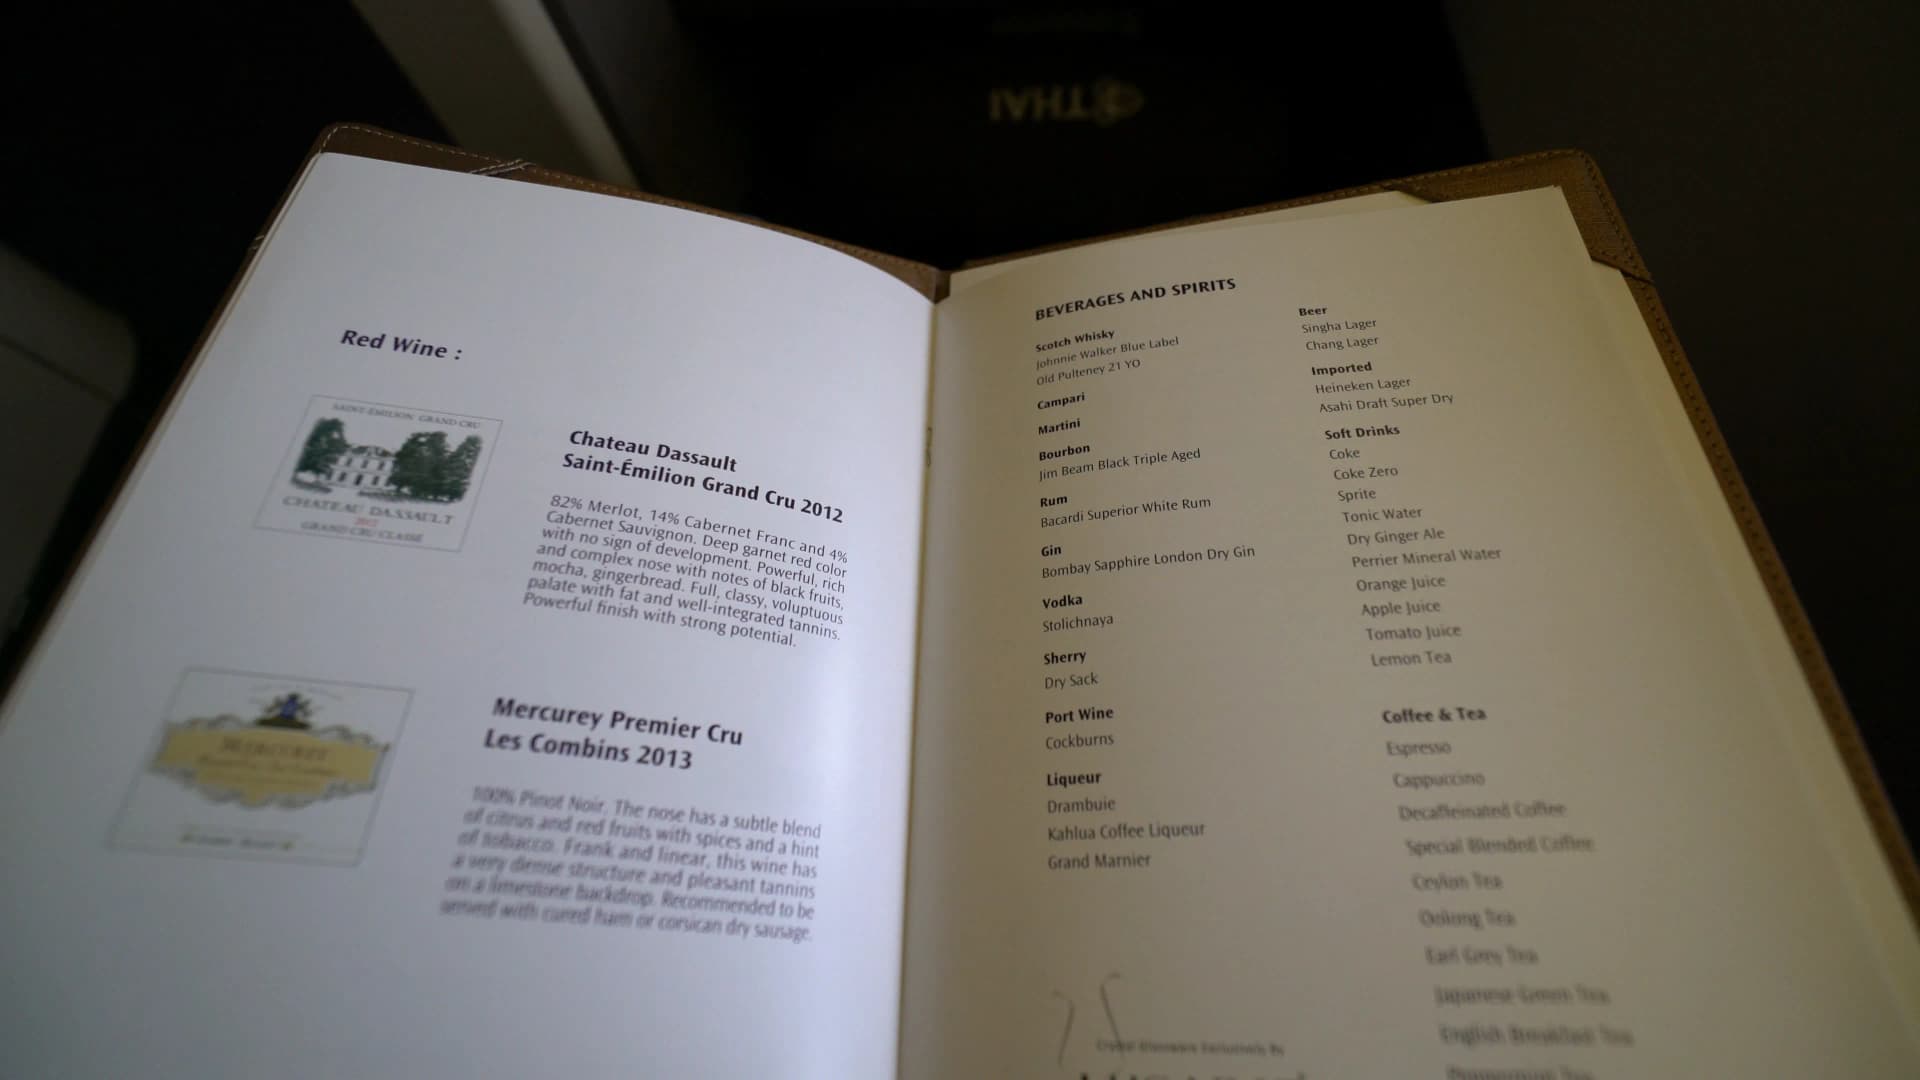 THAI
Red Wine :
SAINT-ÉMILION GRAND CRU
CHATEAU DASSAULT
2012
GRAND CRU CLASSÉ
Chateau Dassault
Saint-Émilion Grand Cru 2012
82% Merlot, 14% Cabernet Franc and 4%
Cabernet Sauvignon. Deep garnet red color
with no sign of development. Powerful, rich
and complex nose with notes of black fruits,
mocha, gingerbread. Full, classy, voluptuous
palate with fat and well-integrated tannins.
Powerful finish with strong potential.
MERCUREY
Mercurey Premier Cru
Les Combins 2013
100% Pinot Noir. The nose has a subtle blend
of citrus and red fruits with spices and a hint
of tobacco. Frank and linear, this wine has
a very dense structure and pleasant tannins
on a limestone backdrop. Recommended to be
served with cured ham or corsican dry sausage.
BEVERAGES AND SPIRITS
Scotch Whisky
Johnnie Walker Blue Label
Old Pulteney 21 YO
Campari
Martini
Bourbon
Jim Beam Black Triple Aged
Rum
Bacardi Superior White Rum
Gin
Bombay Sapphire London Dry Gin
Vodka
Stolichnaya
Sherry
Dry Sack
Port Wine
Cockburns
Liqueur
Drambuie
Kahlua Coffee Liqueur
Grand Marnier
Beer
Singha Lager
Chang Lager
Imported
Heineken Lager
Asahi Draft Super Dry
Soft Drinks
Coke
Coke Zero
Sprite
Tonic Water
Dry Ginger Ale
Perrier Mineral Water
Orange Juice
Apple Juice
Tomato Juice
Lemon Tea
Coffee & Tea
Espresso
Cappuccino
Decaffeinated Coffee
Special Blended Coffee
Ceylon Tea
Oolong Tea
Earl Grey Tea
Japanese Green Tea
English Breakfast Tea
Peppermint Tea
Crystal Glassware Exclusively By